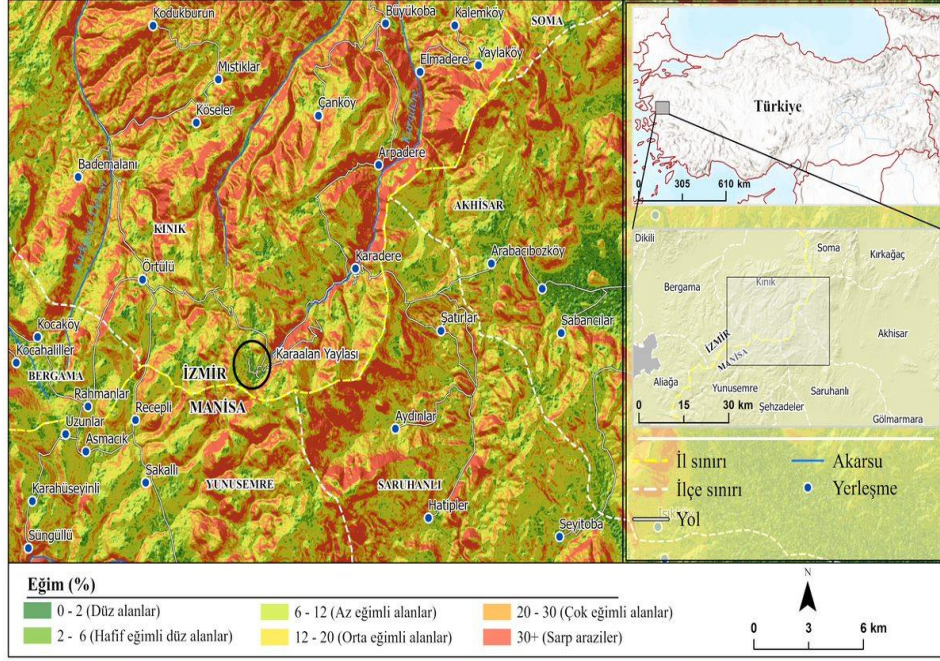 Kodukburun
Büyükoba
Kalemköy
SOMA
Elmadere
Yaylaköy
Mıstıklar
Köseler
Çanköy
Bademalanı
Arpadere
KINIK
AKHİSAR
Arabacıbozköy
Karadere
Örtülü
Kocaköy
Satırlar
Sabancılar
Kocahaliller
Karaalan Yaylası
BERGAMA
İZMİR
MANİSA
Rahmanlar
Recepli
Uzunlar
Asmacık
Aydınlar
Sakallı
YUNUSEMRE
SARUHANLI
Karahüseyinli
Hatipler
Süngüllü
Seyitoba
Türkiye
0 305 610 km
Dikili
Soma
Kırkağaç
Bergama
Kınık
İZMİR
MANİSA
Akhisar
Aliağa
Yunusemre
Saruhanlı
Şehzadeler
Gölmarmara
0 15 30 km
İl sınırı
Akarsu
İlçe sınırı
Yerleşme
Yol
Eğim (%)
0 - 2 (Düz alanlar)
6 - 12 (Az eğimli alanlar)
20 - 30 (Çok eğimli alanlar)
2 - 6 (Hafif eğimli düz alanlar)
12 - 20 (Orta eğimli alanlar)
30+ (Sarp araziler)
N
0 3 6 km